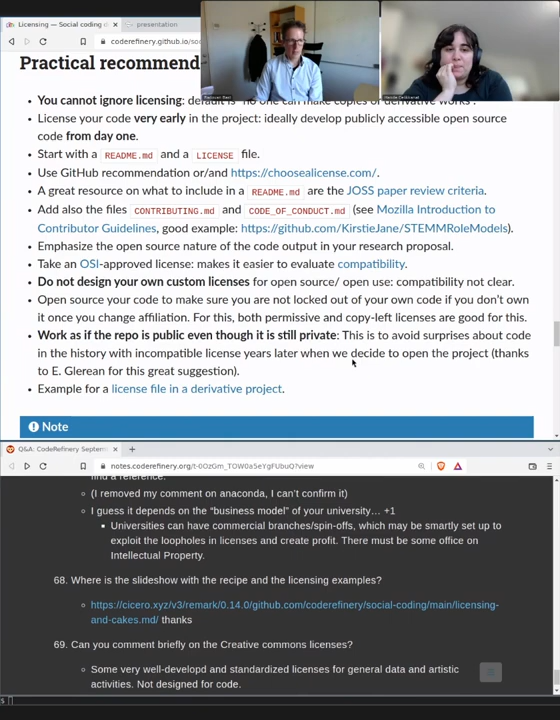 Licensing — Social coding c
presentation
coderefinery.github.io/so
Practical recommend
• You cannot ignore licensing: default is "no one can make copies or derivative works".
• License your code very early in the project: ideally develop publicly accessible open source
code from day one.
• Start with a README.md and a LICENSE file.
• Use GitHub recommendation or/and https://choosealicense.com/.
• A great resource on what to include in a README.md are the JOSS paper review criteria.
• Add also the files CONTRIBUTING.md and CODE_OF_CONDUCT.md (see Mozilla Introduction to
Contributor Guidelines, good example: https://github.com/KirstieJane/STEMMRoleModels).
• Emphasize the open source nature of the code output in your research proposal.
• Take an OSI-approved license: makes it easier to evaluate compatibility.
• Do not design your own custom licenses for open source/ open use: compatibility not clear.
• Open source your code to make sure you are not locked out of your own code if you don't own
it once you change affiliation. For this, both permissive and copy-left licenses are good for this.
• Work as if the repo is public even though it is still private: This is to avoid surprises about code
in the history with incompatible license years later when we decide to open the project (thanks
to E. Glerean for this great suggestion).
• Example for a license file in a derivative project.
Note
Q&A: CodeRefinery Septem
notes.coderefinery.org/t-0OzGm_TOW0a5eYgFUbuQ?view
find a reference.
(I removed my comment on anaconda, I can't confirm it)
I guess it depends on the "business model" of your university… +1
Universities can have commercial branches/spin-offs, which may be smartly set up to
exploit the loopholes in licenses and create profit. There must be some office on
Intellectual Property.
68. Where is the slideshow with the recipe and the licensing examples?
https://cicero.xyz/v3/remark/0.14.0/github.com/coderefinery/social-coding/main/licensing-
and-cakes.md/ thanks
69. Can you comment briefly on the Creative commons licenses?
Some very well-developd and standardized licenses for general data and artistic
activities. Not designed for code.